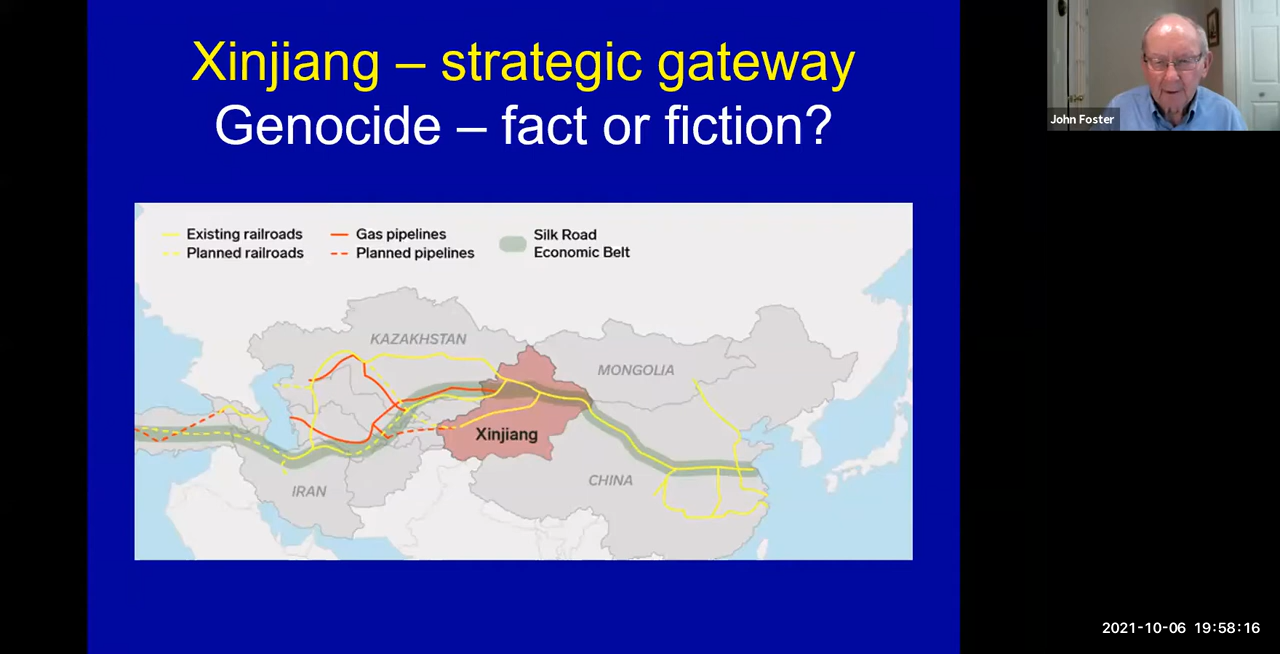 Xinjiang – strategic gateway
Genocide – fact or fiction?
John Foster
Existing railroads
Planned railroads
Gas pipelines
Planned pipelines
Silk Road
Economic Belt
KAZAKHSTAN
MONGOLIA
Xinjiang
IRAN
CHINA
2021-10-06 19:58:16